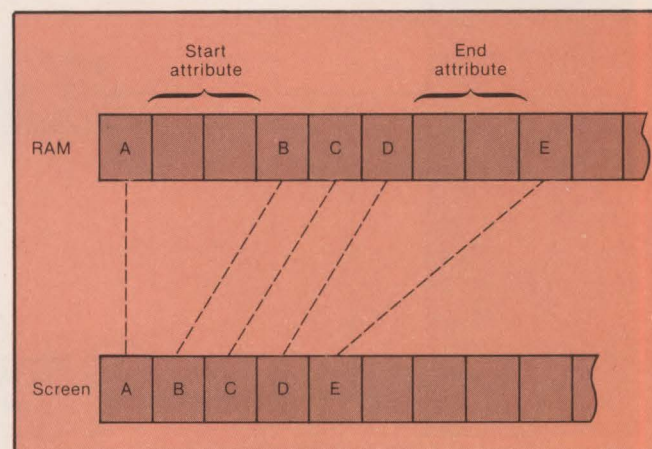 Start
attribute
End
attribute
RAM A B C D E
Screen A B C D E